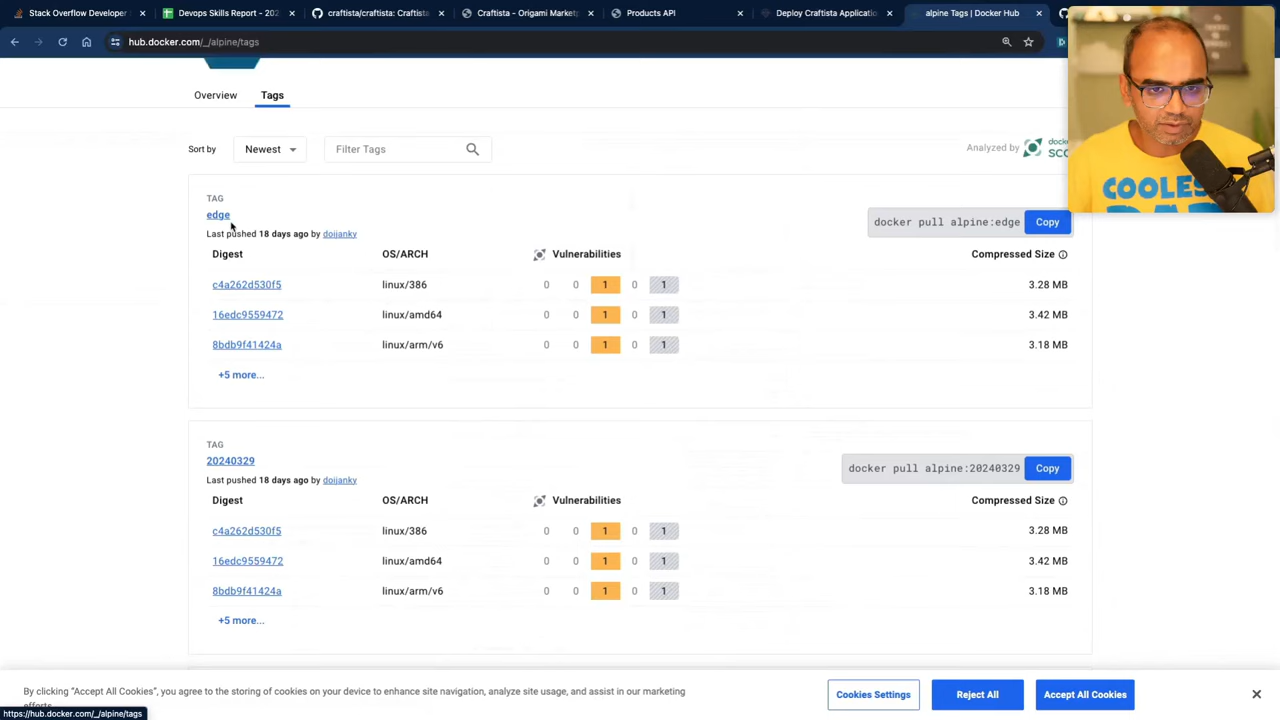 Stack Overflow Developer
Devops Skills Report - 202
craftista/craftista: Craftista
Craftista - Origami Marketp
Products API
Deploy Craftista Applicatio
alpine Tags | Docker Hub
hub.docker.com/_/alpine/tags
Overview
Tags
Sort by
Newest
Filter Tags
Analyzed by
COOLES
TAG
edge
docker pull alpine:edge
Copy
Last pushed 18 days ago by doijanky
Digest OS/ARCH Vulnerabilities Compressed Size
c4a262d530f5 linux/386 0 0 1 0 1 3.28 MB
16edc9559472 linux/amd64 0 0 1 0 1 3.42 MB
8bdb9f41424a linux/arm/v6 0 0 1 0 1 3.18 MB
+5 more...
TAG
20240329
docker pull alpine:20240329
Copy
Last pushed 18 days ago by doijanky
Digest OS/ARCH Vulnerabilities Compressed Size
c4a262d530f5 linux/386 0 0 1 0 1 3.28 MB
16edc9559472 linux/amd64 0 0 1 0 1 3.42 MB
8bdb9f41424a linux/arm/v6 0 0 1 0 1 3.18 MB
+5 more...
By clicking “Accept All Cookies”, you agree to the storing of cookies on your device to enhance site navigation, analyze site usage, and assist in our marketing
efforts.
Cookies Settings
Reject All
Accept All Cookies
https://hub.docker.com/_/alpine/tags